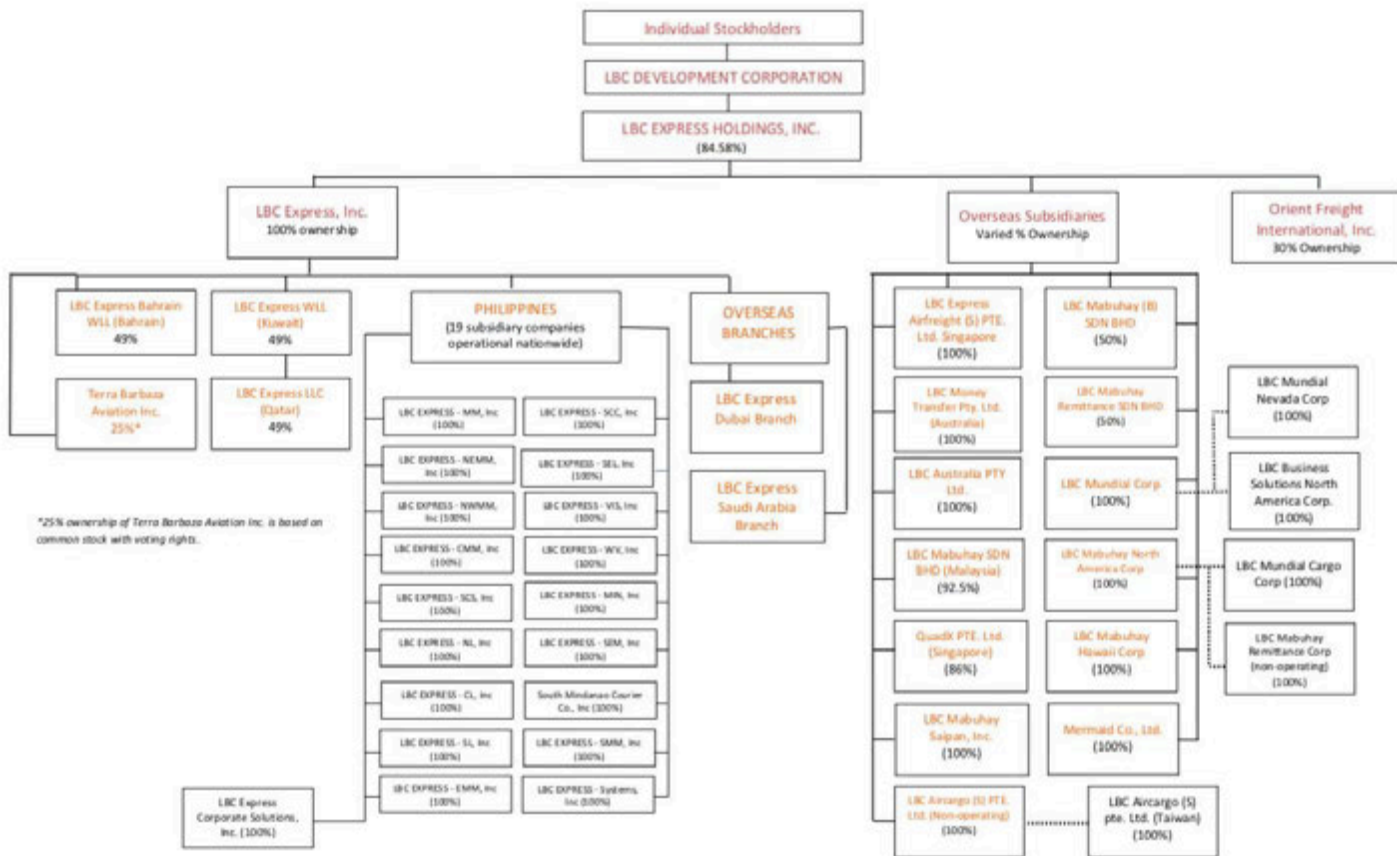 Individual Stockholders
LBC DEVELOPMENT CORPORATION
LBC EXPRESS HOLDINGS, INC.
(84.58%)
LBC Express, Inc.
100% ownership
Overseas Subsidiaries
Varied % Ownership
Orient Freight
International, Inc.
30% Ownership
LBC Express Bahrain
WLL (Bahrain)
49%
LBC Express WLL
(Kuwait)
49%
Terra Barbaza
Aviation Inc.
25%*
LBC Express LLC
(Qatar)
49%
*25% ownership of Terra Barbaza Aviation Inc. is based on
common stock with voting rights.
PHILIPPINES
(19 subsidiary companies
operational nationwide)
LBC EXPRESS - MM, Inc
(100%)
LBC EXPRESS - SCC, Inc
(100%)
LBC EXPRESS - NEMM,
Inc (100%)
LBC EXPRESS - SEL, Inc
(100%)
LBC EXPRESS - NWMM,
Inc (100%)
LBC EXPRESS - VIS, Inc
(100%)
LBC EXPRESS - CMM, Inc
(100%)
LBC EXPRESS - WV, Inc
(100%)
LBC EXPRESS - SCS, Inc
(100%)
LBC EXPRESS - MIN, Inc
(100%)
LBC EXPRESS - NL, Inc
(100%)
LBC EXPRESS - SEM, Inc
(100%)
LBC EXPRESS - CL, Inc
(100%)
South Mindanao Courier
Co., Inc (100%)
LBC EXPRESS - SL, Inc
(100%)
LBC EXPRESS - SMM, Inc
(100%)
LBC EXPRESS - EMM, Inc
(100%)
LBC EXPRESS - Systems,
Inc (100%)
LBC Express
Corporate Solutions,
Inc. (100%)
OVERSEAS
BRANCHES
LBC Express
Dubai Branch
LBC Express
Saudi Arabia
Branch
LBC Express
Airfreight (S) PTE.
Ltd. Singapore
(100%)
LBC Mabuhay (B)
SDN BHD
(50%)
LBC Money
Transfer Pty. Ltd.
(Australia)
(100%)
LBC Mabuhay
Remittance SDN BHD
(50%)
LBC Australia PTY
Ltd.
(100%)
LBC Mundial Corp
(100%)
LBC Mabuhay SDN
BHD (Malaysia)
(92.5%)
LBC Mabuhay North
America Corp
(100%)
QuadX PTE. Ltd.
(Singapore)
(86%)
LBC Mabuhay
Hawaii Corp
(100%)
LBC Mabuhay
Saipan, Inc.
(100%)
Mermaid Co., Ltd.
(100%)
LBC Aircargo (S) PTE.
Ltd. (Non-operating)
(100%)
LBC Aircargo (S)
pte. Ltd. (Taiwan)
(100%)
LBC Mundial
Nevada Corp
(100%)
LBC Business
Solutions North
America Corp.
(100%)
LBC Mundial Cargo
Corp (100%)
LBC Mabuhay
Remittance Corp
(non-operating)
(100%)